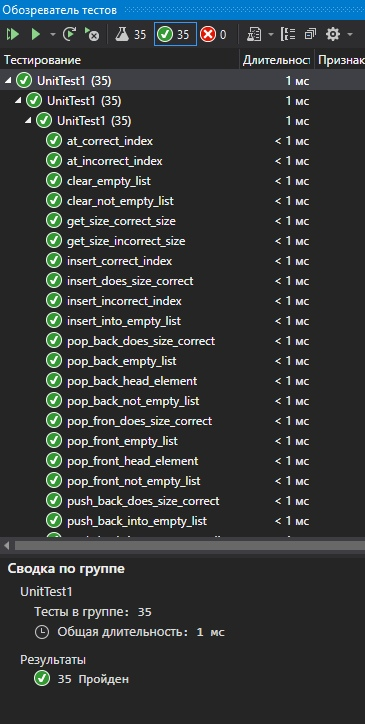 Обозреватель тестов
35 35 0
Тестирование Длительност Признак
UnitTest1 (35) 1 мс
UnitTest1 (35) 1 мс
UnitTest1 (35) 1 мс
at_correct_index < 1 мс
at_incorrect_index < 1 мс
clear_empty_list < 1 мс
clear_not_empty_list < 1 мс
get_size_correct_size < 1 мс
get_size_incorrect_size < 1 мс
insert_correct_index < 1 мс
insert_does_size_correct < 1 мс
insert_incorrect_index < 1 мс
insert_into_empty_list < 1 мс
pop_back_does_size_correct < 1 мс
pop_back_empty_list < 1 мс
pop_back_head_element < 1 мс
pop_back_not_empty_list < 1 мс
pop_fron_does_size_correct < 1 мс
pop_front_empty_list < 1 мс
pop_front_head_element < 1 мс
pop_front_not_empty_list < 1 мс
push_back_does_size_correct < 1 мс
push_back_into_empty_list < 1 мс
Сводка по группе
UnitTest1
Тесты в группе: 35
Общая длительность: 1 мс
Результаты
35 Пройден